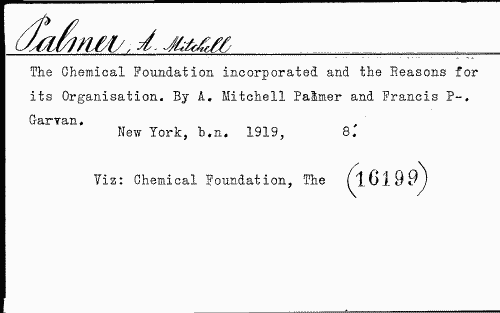 Palmer, A. Mitchell
The Chemical Foundation incorporated and the Reasons for
its Organisation. By A. Mitchell Palmer and Francis P-.
Garvan.
New York, b.n. 1919, 8.
Viz: Chemical Foundation, The (16199)